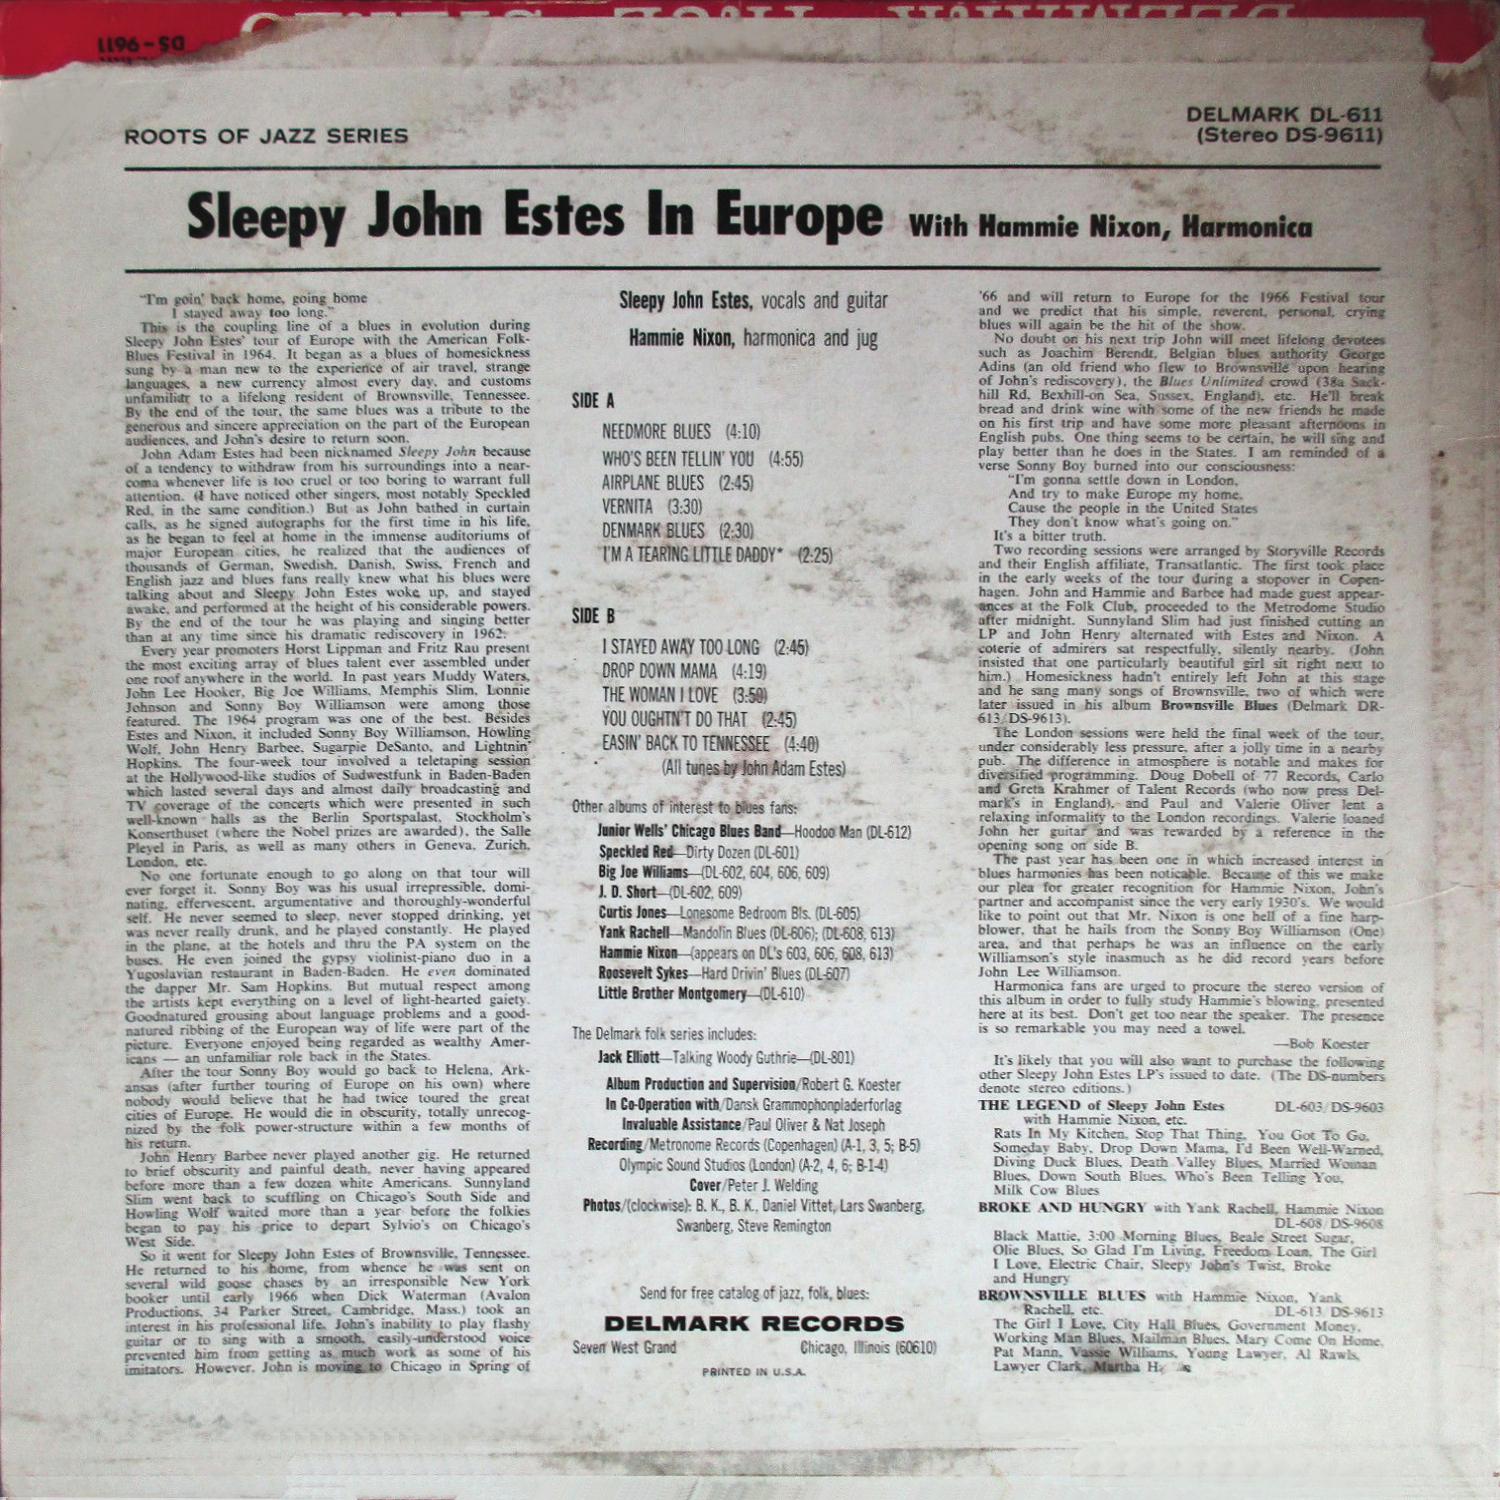 DS-9611
ROOTS OF JAZZ SERIES
DELMARK DL-611
(Stereo DS-9611)
Sleepy John Estes In Europe With Hammie Nixon, Harmonica
"I'm goin' back home, going home
I stayed away too long."
This is the coupling line of a blues in evolution during
Sleepy John Estes' tour of Europe with the American Folk-
Blues Festival in 1964. It began as a blues of homesickness
sung by a man new to the experience of air travel, strange
languages, a new currency almost every day, and customs
unfamiliar to a lifelong resident of Brownsville, Tennessee.
By the end of the tour, the same blues was a tribute to the
generous and sincere appreciation on the part of the European
audiences, and John's desire to return soon.
John Adam Estes had been nicknamed Sleepy John because
of a tendency to withdraw from his surroundings into a near-
coma whenever life is too cruel or too boring to warrant full
attention. (I have noticed other singers, most notably Speckled
Red, in the same condition.) But as John bathed in curtain
calls, as he signed autographs for the first time in his life,
as he began to feel at home in the immense auditoriums of
major European cities, he realized that the audiences of
thousands of German, Swedish, Danish, Swiss, French and
English jazz and blues fans really knew what his blues were
talking about and Sleepy John Estes woke up, and stayed
awake, and performed at the height of his considerable powers.
By the end of the tour he was playing and singing better
than at any time since his dramatic rediscovery in 1962.
Every year promoters Horst Lippman and Fritz Rau present
the most exciting array of blues talent ever assembled under
one roof anywhere in the world. In past years Muddy Waters,
John Lee Hooker, Big Joe Williams, Memphis Slim, Lonnie
Johnson and Sonny Boy Williamson were among those
featured. The 1964 program was one of the best. Besides
Estes and Nixon, it included Sonny Boy Williamson, Howling
Wolf, John Henry Barbee, Sugarpie DeSanto, and Lightnin'
Hopkins. The four-week tour involved a teletaping session
at the Hollywood-like studios of Sudwestfunk in Baden-Baden
which lasted several days and almost daily broadcasting and
TV coverage of the concerts which were presented in such
well-known halls as the Berlin Sportspalast, Stockholm's
Konserthuset (where the Nobel prizes are awarded), the Salle
Pleyel in Paris, as well as many others in Geneva, Zurich,
London, etc.
No one fortunate enough to go along on that tour will
ever forget it. Sonny Boy was his usual irrepressible, domi-
nating, effervescent, argumentative and thoroughly-wonderful
self. He never seemed to sleep, never stopped drinking, yet
was never really drunk, and he played constantly. He played
in the plane, at the hotels and thru the PA system on the
buses. He even joined the gypsy violinist-piano duo in a
Yugoslavian restaurant in Baden-Baden. He even dominated
the dapper Mr. Sam Hopkins. But mutual respect among
the artists kept everything on a level of light-hearted gaiety.
Goodnatured grousing about language problems and a good-
natured ribbing of the European way of life were part of the
picture. Everyone enjoyed being regarded as wealthy Amer-
icans — an unfamiliar role back in the States.
After the tour Sonny Boy would go back to Helena, Ark-
ansas (after further touring of Europe on his own) where
nobody would believe that he had twice toured the great
cities of Europe. He would die in obscurity, totally unrecog-
nized by the folk power-structure within a few months of
his return.
John Henry Barbee never played another gig. He returned
to brief obscurity and painful death, never having appeared
before more than a few dozen white Americans. Sunnyland
Slim went back to scuffling on Chicago's South Side and
Howling Wolf waited more than a year before the folkies
began to pay his price to depart Sylvio's on Chicago's
West Side.
So it went for Sleepy John Estes of Brownsville, Tennessee.
He returned to his home, from whence he was sent on
several wild goose chases by an irresponsible New York
booker until early 1966 when Dick Waterman (Avalon
Productions, 34 Parker Street, Cambridge, Mass.) took an
interest in his professional life. John's inability to play flashy
guitar or to sing with a smooth, easily-understood voice
prevented him from getting as much work as some of his
imitators. However, John is moving to Chicago in Spring of
Sleepy John Estes, vocals and guitar
Hammie Nixon, harmonica and jug
SIDE A
NEEDMORE BLUES (4:10)
WHO'S BEEN TELLIN' YOU (4:55)
AIRPLANE BLUES (2:45)
VERNITA (3:30)
DENMARK BLUES (2:30)
I'M A TEARING LITTLE DADDY* (2:25)
SIDE B
I STAYED AWAY TOO LONG (2:45)
DROP DOWN MAMA (4:19)
THE WOMAN I LOVE (3:59)
YOU OUGHTN'T DO THAT (2:45)
EASIN' BACK TO TENNESSEE (4:40)
(All tunes by John Adam Estes)
Other albums of interest to blues fans:
Junior Wells' Chicago Blues Band—Hoodoo Man (DL-612)
Speckled Red—Dirty Dozen (DL-601)
Big Joe Williams—(DL-602, 604, 606, 609)
J. D. Short—(DL-602, 609)
Curtis Jones—Lonesome Bedroom Bls. (DL-605)
Yank Rachell—Mandolin Blues (DL-606); (DL-608, 613)
Hammie Nixon—(appears on DL's 603, 606, 608, 613)
Roosevelt Sykes—Hard Drivin' Blues (DL-607)
Little Brother Montgomery—(DL-610)
The Delmark folk series includes:
Jack Elliott—Talking Woody Guthrie—(DL-801)
Album Production and Supervision/Robert G. Koester
In Co-Operation with/Dansk Grammophonpladerforlag
Invaluable Assistance/Paul Oliver & Nat Joseph
Recording/Metronome Records (Copenhagen) (A-1, 3, 5; B-5)
Olympic Sound Studios (London) (A-2, 4, 6; B-1-4)
Cover/Peter J. Welding
Photos/(clockwise): B. K., B. K., Daniel Vittet, Lars Swanberg,
Swanberg, Steve Remington
Send for free catalog of jazz, folk, blues:
DELMARK RECORDS
Seven West Grand Chicago, Illinois (60610)
PRINTED IN U.S.A.
'66 and will return to Europe for the 1966 Festival tour
and we predict that his simple, reverent, personal, crying
blues will again be the hit of the show.
No doubt on his next trip John will meet lifelong devotees
such as Joachim Berendt, Belgian blues authority George
Adins (an old friend who flew to Brownsville upon hearing
of John's rediscovery), the Blues Unlimited crowd (38a Sack-
hill Rd, Bexhill-on Sea, Sussex, England), etc. He'll break
bread and drink wine with some of the new friends he made
on his first trip and have some more pleasant afternoons in
English pubs. One thing seems to be certain, he will sing and
play better than he does in the States. I am reminded of a
verse Sonny Boy burned into our consciousness:
"I'm gonna settle down in London,
And try to make Europe my home,
Cause the people in the United States
They don't know what's going on."
It's a bitter truth.
Two recording sessions were arranged by Storyville Records
and their English affiliate, Transatlantic. The first took place
in the early weeks of the tour during a stopover in Copen-
hagen. John and Hammie and Barbee had made guest appear-
ances at the Folk Club, proceeded to the Metrodome Studio
after midnight. Sunnyland Slim had just finished cutting an
LP and John Henry alternated with Estes and Nixon. A
coterie of admirers sat respectfully, silently nearby. (John
insisted that one particularly beautiful girl sit right next to
him.) Homesickness hadn't entirely left John at this stage
and he sang many songs of Brownsville, two of which were
later issued in his album Brownsville Blues (Delmark DR-
613/DS-9613).
The London sessions were held the final week of the tour,
under considerably less pressure, after a jolly time in a nearby
pub. The difference in atmosphere is notable and makes for
diversified programming. Doug Dobell of 77 Records, Carlo
and Greta Krahmer of Talent Records (who now press Del-
mark's in England), and Paul and Valerie Oliver lent a
relaxing informality to the London recordings. Valerie loaned
John her guitar and was rewarded by a reference in the
opening song on side B.
The past year has been one in which increased interest in
blues harmonies has been noticable. Because of this we make
our plea for greater recognition for Hammie Nixon, John's
partner and accompanist since the very early 1930's. We would
like to point out that Mr. Nixon is one hell of a fine harp-
blower, that he hails from the Sonny Boy Williamson (One)
area, and that perhaps he was an influence on the early
Williamson's style inasmuch as he did record years before
John Lee Williamson.
Harmonica fans are urged to procure the stereo version of
this album in order to fully study Hammie's blowing, presented
here at its best. Don't get too near the speaker. The presence
is so remarkable you may need a towel.
—Bob Koester
It's likely that you will also want to purchase the following
other Sleepy John Estes LP's issued to date. (The DS-numbers
denote stereo editions.)
THE LEGEND of Sleepy John Estes DL-603/DS-9603
with Hammie Nixon, etc.
Rats In My Kitchen, Stop That Thing, You Got To Go,
Someday Baby, Drop Down Mama, I'd Been Well-Warned,
Diving Duck Blues, Death Valley Blues, Married Woman
Blues, Down South Blues, Who's Been Telling You,
Milk Cow Blues
BROKE AND HUNGRY with Yank Rachell, Hammie Nixon
DL-608/DS-9608
Black Mattie, 3:00 Morning Blues, Beale Street Sugar,
Olie Blues, So Glad I'm Living, Freedom Loan, The Girl
I Love, Electric Chair, Sleepy John's Twist, Broke
and Hungry
BROWNSVILLE BLUES with Hammie Nixon, Yank
Rachell, etc. DL-613/DS-9613
The Girl I Love, City Hall Blues, Government Money,
Working Man Blues, Mailman Blues, Mary Come On Home,
Pat Mann, Vassie Williams, Young Lawyer, Al Rawls,
Lawyer Clark, Martha